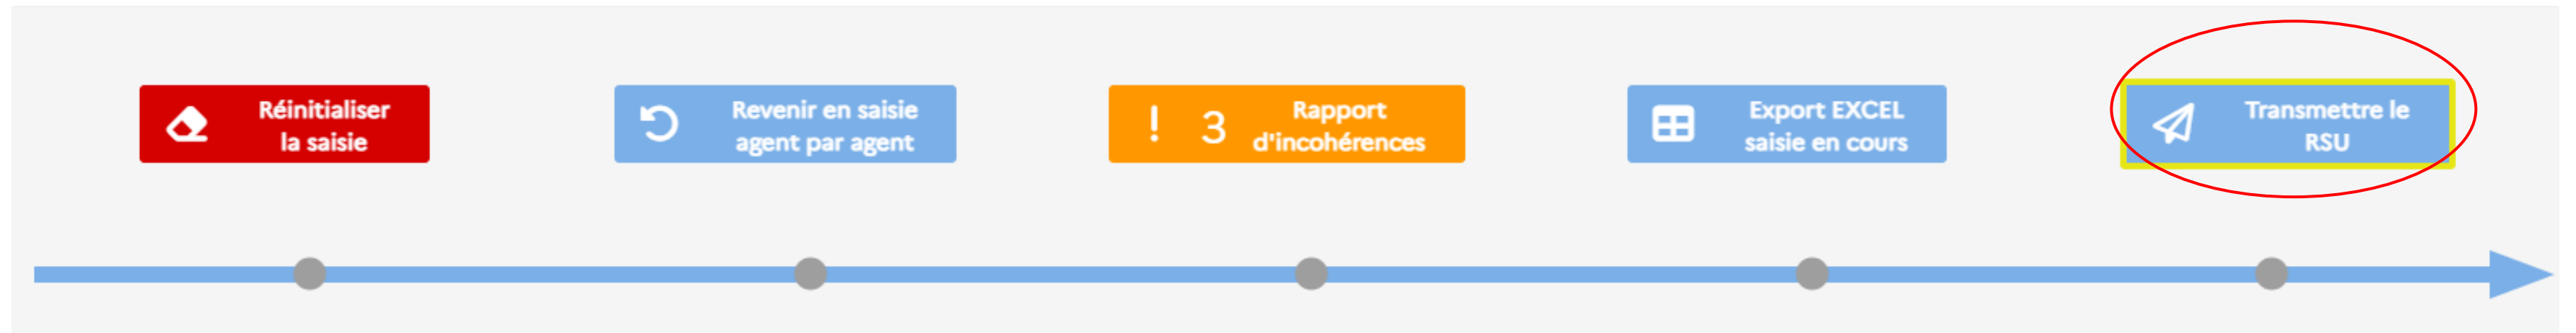 Réinitialiser
la saisie
Revenir en saisie
agent par agent
! 3 Rapport
d'incohérences
Export EXCEL
saisie en cours
Transmettre le
RSU